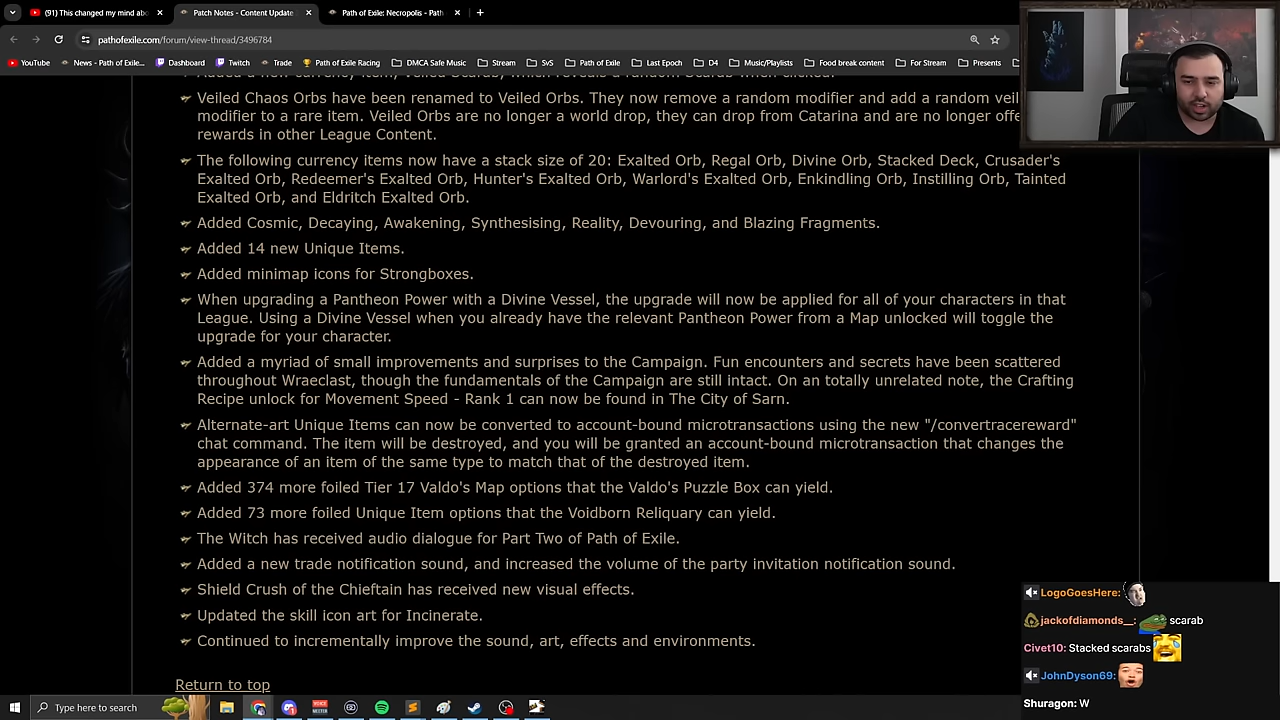 (91) This changed my mind abo
Patch Notes - Content Update
Path of Exile: Necropolis - Path
pathofexile.com/forum/view-thread/3496784
YouTube
News - Path of Exile...
Dashboard
Twitch
Trade
Path of Exile Racing
DMCA Safe Music
Stream
SvS
Path of Exile
Last Epoch
D4
Music/Playlists
Food break content
For Stream
Presents
Added a new currency item, Veiled Scarab, which reveals a random Scarab when clicked.
Veiled Chaos Orbs have been renamed to Veiled Orbs. They now remove a random modifier and add a random veil
modifier to a rare item. Veiled Orbs are no longer a world drop, they can drop from Catarina and are no longer offe
rewards in other League Content.
The following currency items now have a stack size of 20: Exalted Orb, Regal Orb, Divine Orb, Stacked Deck, Crusader's
Exalted Orb, Redeemer's Exalted Orb, Hunter's Exalted Orb, Warlord's Exalted Orb, Enkindling Orb, Instilling Orb, Tainted
Exalted Orb, and Eldritch Exalted Orb.
Added Cosmic, Decaying, Awakening, Synthesising, Reality, Devouring, and Blazing Fragments.
Added 14 new Unique Items.
Added minimap icons for Strongboxes.
When upgrading a Pantheon Power with a Divine Vessel, the upgrade will now be applied for all of your characters in that
League. Using a Divine Vessel when you already have the relevant Pantheon Power from a Map unlocked will toggle the
upgrade for your character.
Added a myriad of small improvements and surprises to the Campaign. Fun encounters and secrets have been scattered
throughout Wraeclast, though the fundamentals of the Campaign are still intact. On an totally unrelated note, the Crafting
Recipe unlock for Movement Speed - Rank 1 can now be found in The City of Sarn.
Alternate-art Unique Items can now be converted to account-bound microtransactions using the new "/convertracereward"
chat command. The item will be destroyed, and you will be granted an account-bound microtransaction that changes the
appearance of an item of the same type to match that of the destroyed item.
Added 374 more foiled Tier 17 Valdo's Map options that the Valdo's Puzzle Box can yield.
Added 73 more foiled Unique Item options that the Voidborn Reliquary can yield.
The Witch has received audio dialogue for Part Two of Path of Exile.
Added a new trade notification sound, and increased the volume of the party invitation notification sound.
Shield Crush of the Chieftain has received new visual effects.
Updated the skill icon art for Incinerate.
Continued to incrementally improve the sound, art, effects and environments.
Return to top
LogoGoesHere:
jackofdiamonds__: scarab
Civet10: Stacked scarabs
JohnDyson69:
Shuragon: W
Type here to search